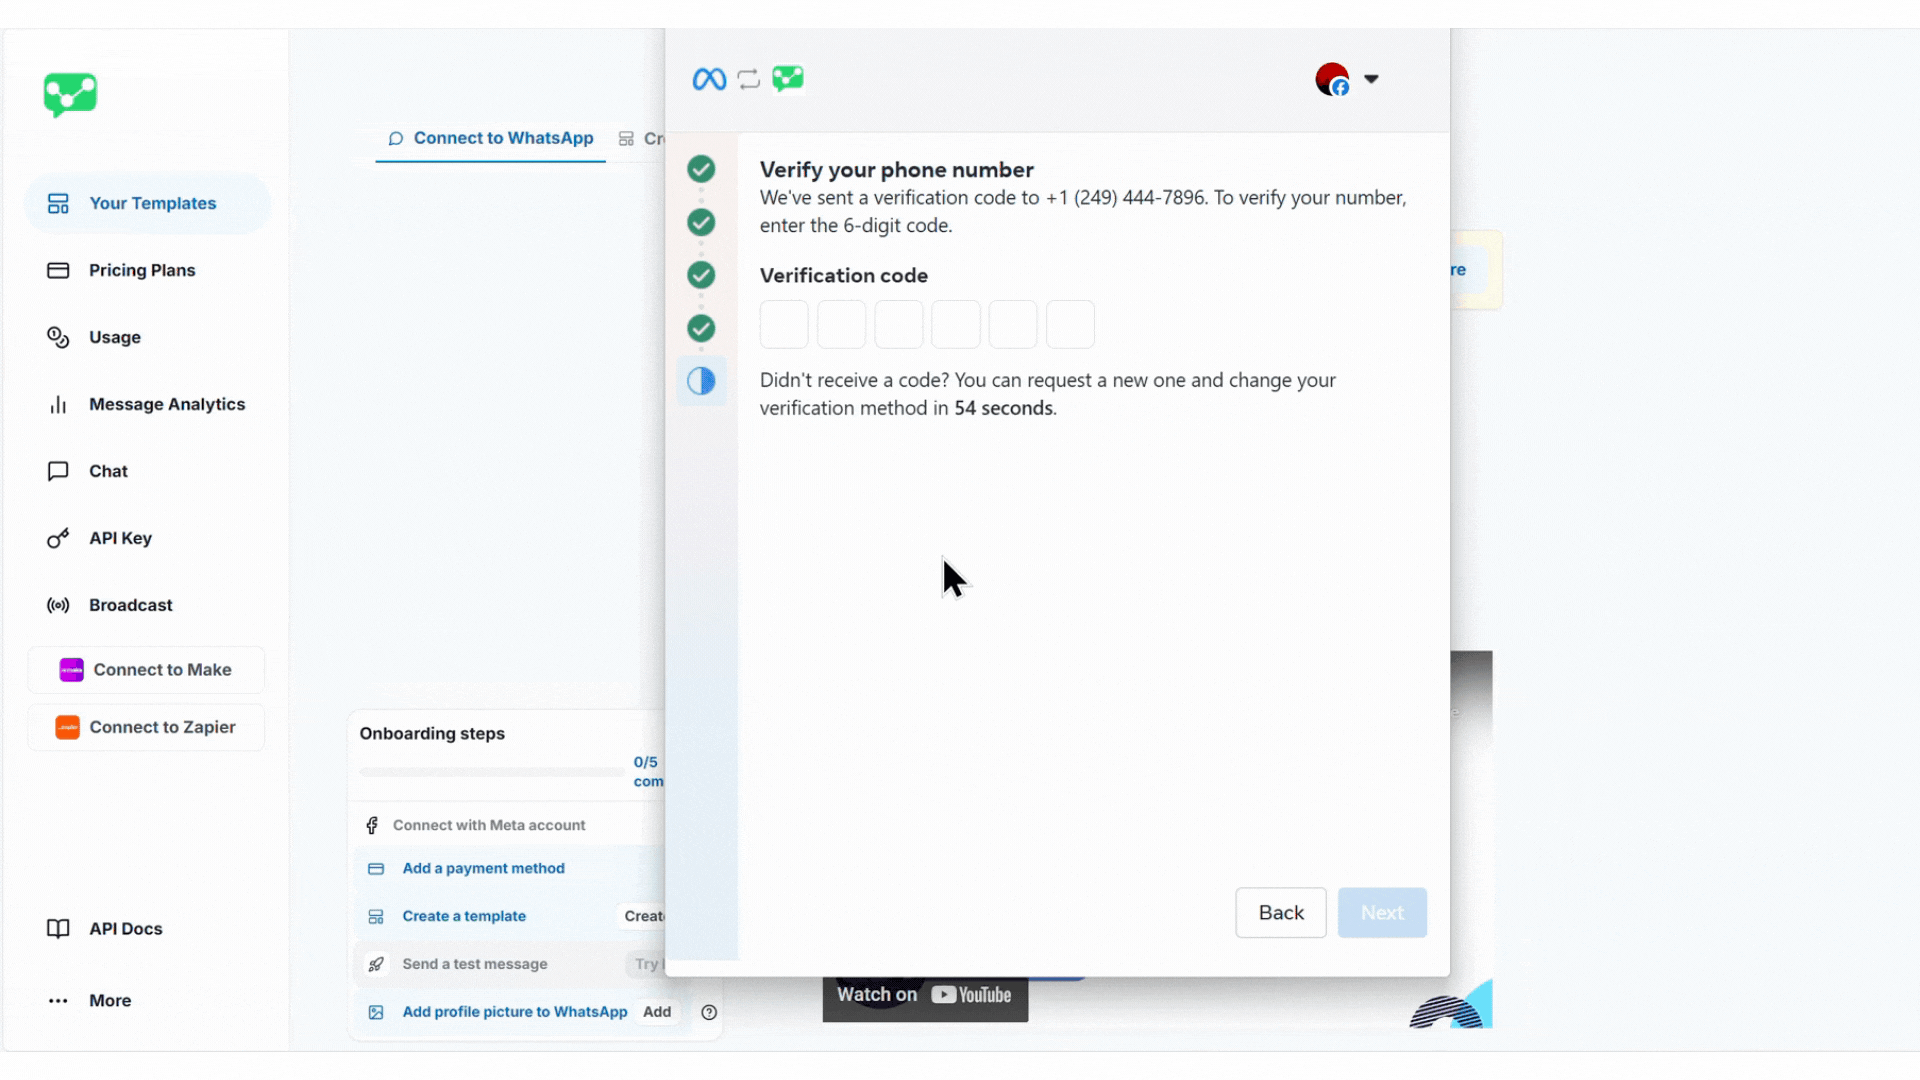 Your Templates
Pricing Plans
Usage
Message Analytics
Chat
API Key
Broadcast
Connect to Make
Connect to Zapier
API Docs
More
Connect to WhatsApp
Cr
Onboarding steps
0/5
com
Connect with Meta account
Add a payment method
Create a template
Creat
Send a test message
Try
Add profile picture to WhatsApp
Add
Verify your phone number
We've sent a verification code to +1 (249) 444-7896. To verify your number,
enter the 6-digit code.
Verification code
Didn't receive a code? You can request a new one and change your
verification method in 54 seconds.
Back
Next
re
Watch on YouTube